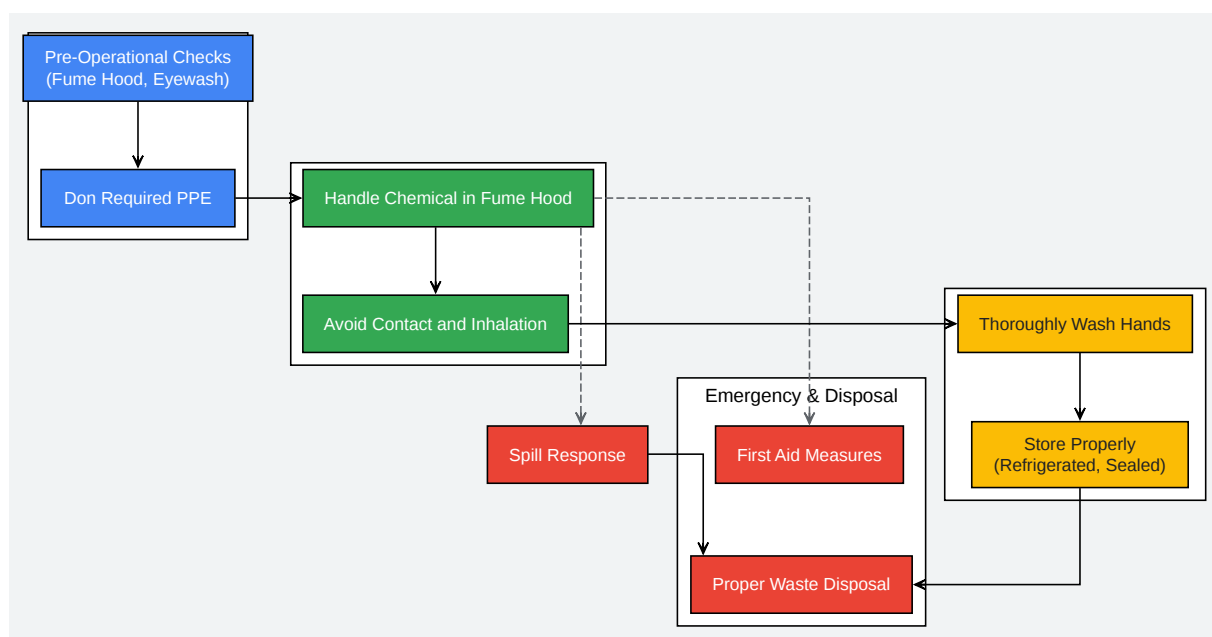 Pre-Operational Checks
(Fume Hood, Eyewash)
Don Required PPE
Handle Chemical in Fume Hood
Avoid Contact and Inhalation
Thoroughly Wash Hands
Store Properly
(Refrigerated, Sealed)
Emergency & Disposal
Spill Response
First Aid Measures
Proper Waste Disposal